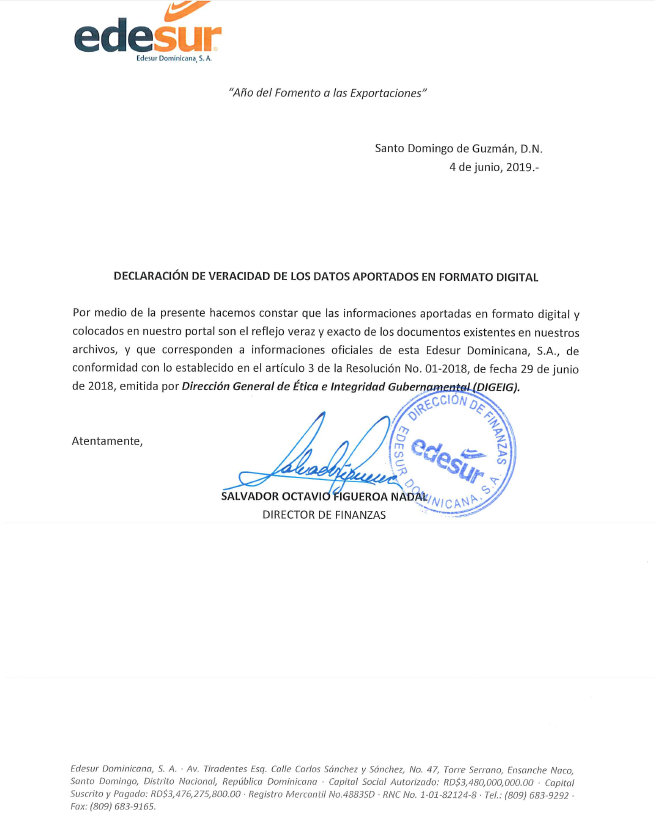 edesur
Edesur Dominicana, S. A.
“Año del Fomento a las Exportaciones”
Santo Domingo de Guzmán, D.N.
4 de junio, 2019.-
DECLARACIÓN DE VERACIDAD DE LOS DATOS APORTADOS EN FORMATO DIGITAL
Por medio de la presente hacemos constar que las informaciones aportadas en formato digital y
colocados en nuestro portal son el reflejo veraz y exacto de los documentos existentes en nuestros
archivos, y que corresponden a informaciones oficiales de esta Edesur Dominicana, S.A., de
conformidad con lo establecido en el artículo 3 de la Resolución No. 01-2018, de fecha 29 de junio
de 2018, emitida por Dirección General de Ética e Integridad Gubernamental (DIGEIG).
Atentamente,
DIRECCIÓN DE FINANZAS
edesur
EDESUR DOMINICANA, S.A
Salvador Figueroa
SALVADOR OCTAVIO FIGUEROA NADAL
DIRECTOR DE FINANZAS
Edesur Dominicana, S. A. · Av. Tiradentes Esq. Calle Carlos Sánchez y Sánchez, No. 47, Torre Serrano, Ensanche Naco,
Santo Domingo, Distrito Nacional, República Dominicana · Capital Social Autorizado: RD$3,480,000,000.00 · Capital
Suscrito y Pagado: RD$3,476,275,800.00 · Registro Mercantil No.4883SD · RNC No. 1-01-82124-8 · Tel.: (809) 683-9292 ·
Fax: (809) 683-9165.